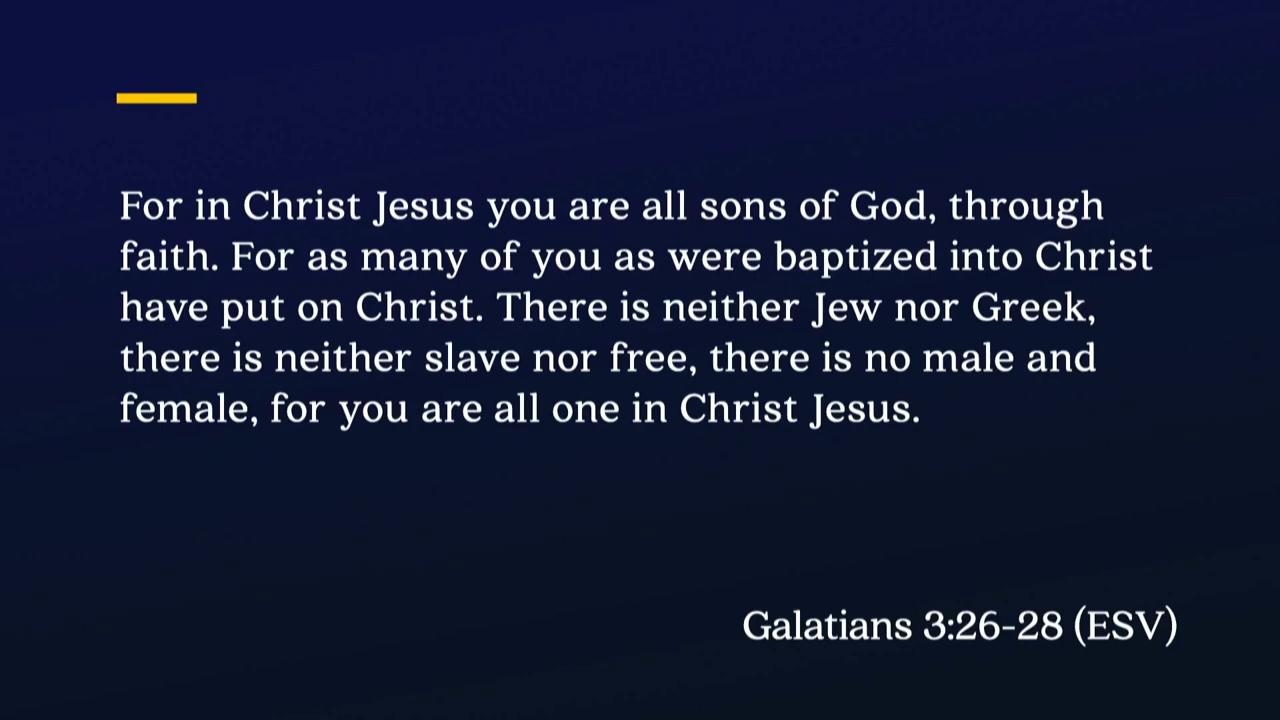 For in Christ Jesus you are all sons of God, through
faith. For as many of you as were baptized into Christ
have put on Christ. There is neither Jew nor Greek,
there is neither slave nor free, there is no male and
female, for you are all one in Christ Jesus.
Galatians 3:26-28 (ESV)